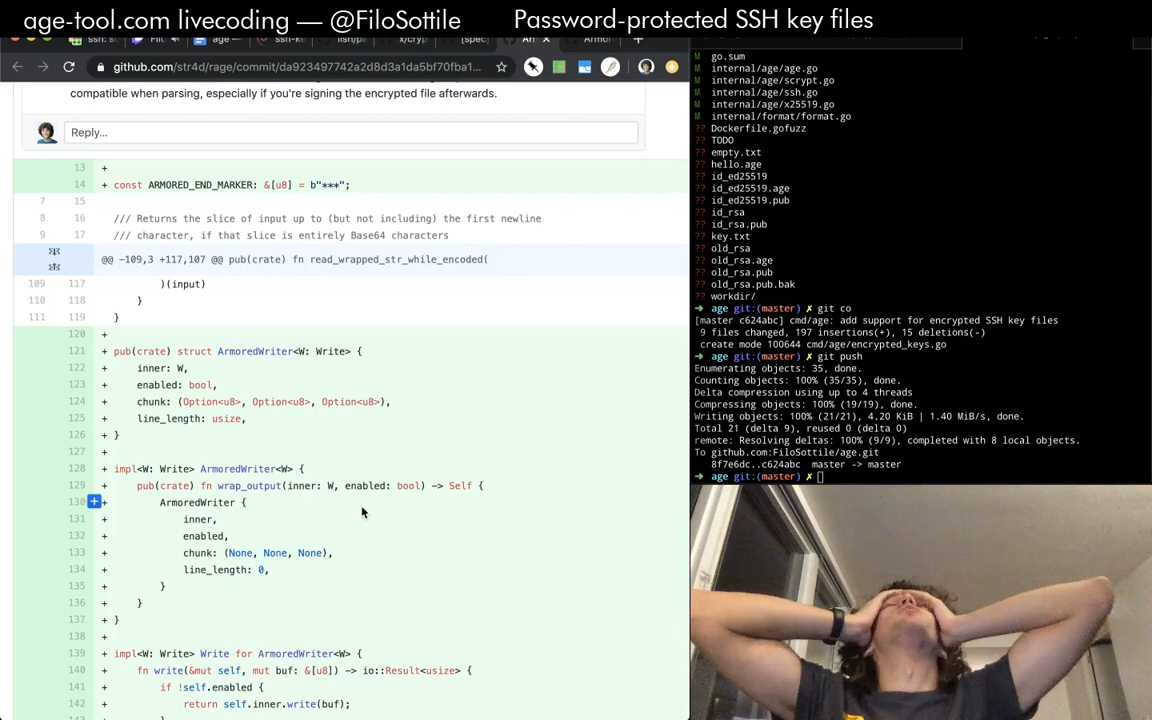 age-tool.com livecoding — @FiloSottile
Password-protected SSH key files
github.com/str4d/rage/commit/da923497742a2d8d3a1da5bf70fba1...
compatible when parsing, especially if you're signing the encrypted file afterwards.
Reply...
13 +
14 + const ARMORED_END_MARKER: &[u8] = b"***";
7 15
8 16 /// Returns the slice of input up to (but not including) the first newline
9 17 /// character, if that slice is entirely Base64 characters
@@ -109,3 +117,107 @@ pub(crate) fn read_wrapped_str_while_encoded(
109 117 )(input)
110 118 }
111 119 }
120 +
121 + pub(crate) struct ArmoredWriter<W: Write> {
122 + inner: W,
123 + enabled: bool,
124 + chunk: (Option<u8>, Option<u8>, Option<u8>),
125 + line_length: usize,
126 + }
127 +
128 + impl<W: Write> ArmoredWriter<W> {
129 + pub(crate) fn wrap_output(inner: W, enabled: bool) -> Self {
130 + ArmoredWriter {
131 + inner,
132 + enabled,
133 + chunk: (None, None, None),
134 + line_length: 0,
135 + }
136 + }
137 + }
138 +
139 + impl<W: Write> Write for ArmoredWriter<W> {
140 + fn write(&mut self, mut buf: &[u8]) -> io::Result<usize> {
141 + if !self.enabled {
142 + return self.inner.write(buf);
M go.sum
M internal/age/age.go
M internal/age/scrypt.go
M internal/age/ssh.go
M internal/age/x25519.go
M internal/format/format.go
?? Dockerfile.gofuzz
?? TODO
?? empty.txt
?? hello.age
?? id_ed25519
?? id_ed25519.age
?? id_ed25519.pub
?? id_rsa
?? id_rsa.pub
?? key.txt
?? old_rsa
?? old_rsa.age
?? old_rsa.pub
?? old_rsa.pub.bak
?? workdir/
➜ age git:(master) ✗ git co
[master c624abc] cmd/age: add support for encrypted SSH key files
9 files changed, 197 insertions(+), 15 deletions(-)
create mode 100644 cmd/age/encrypted_keys.go
➜ age git:(master) ✗ git push
Enumerating objects: 35, done.
Counting objects: 100% (35/35), done.
Delta compression using up to 4 threads
Compressing objects: 100% (19/19), done.
Writing objects: 100% (21/21), 4.20 KiB | 1.40 MiB/s, done.
Total 21 (delta 9), reused 0 (delta 0)
remote: Resolving deltas: 100% (9/9), completed with 8 local objects.
To github.com:FiloSottile/age.git
8f7e6dc..c624abc master -> master
➜ age git:(master) ✗